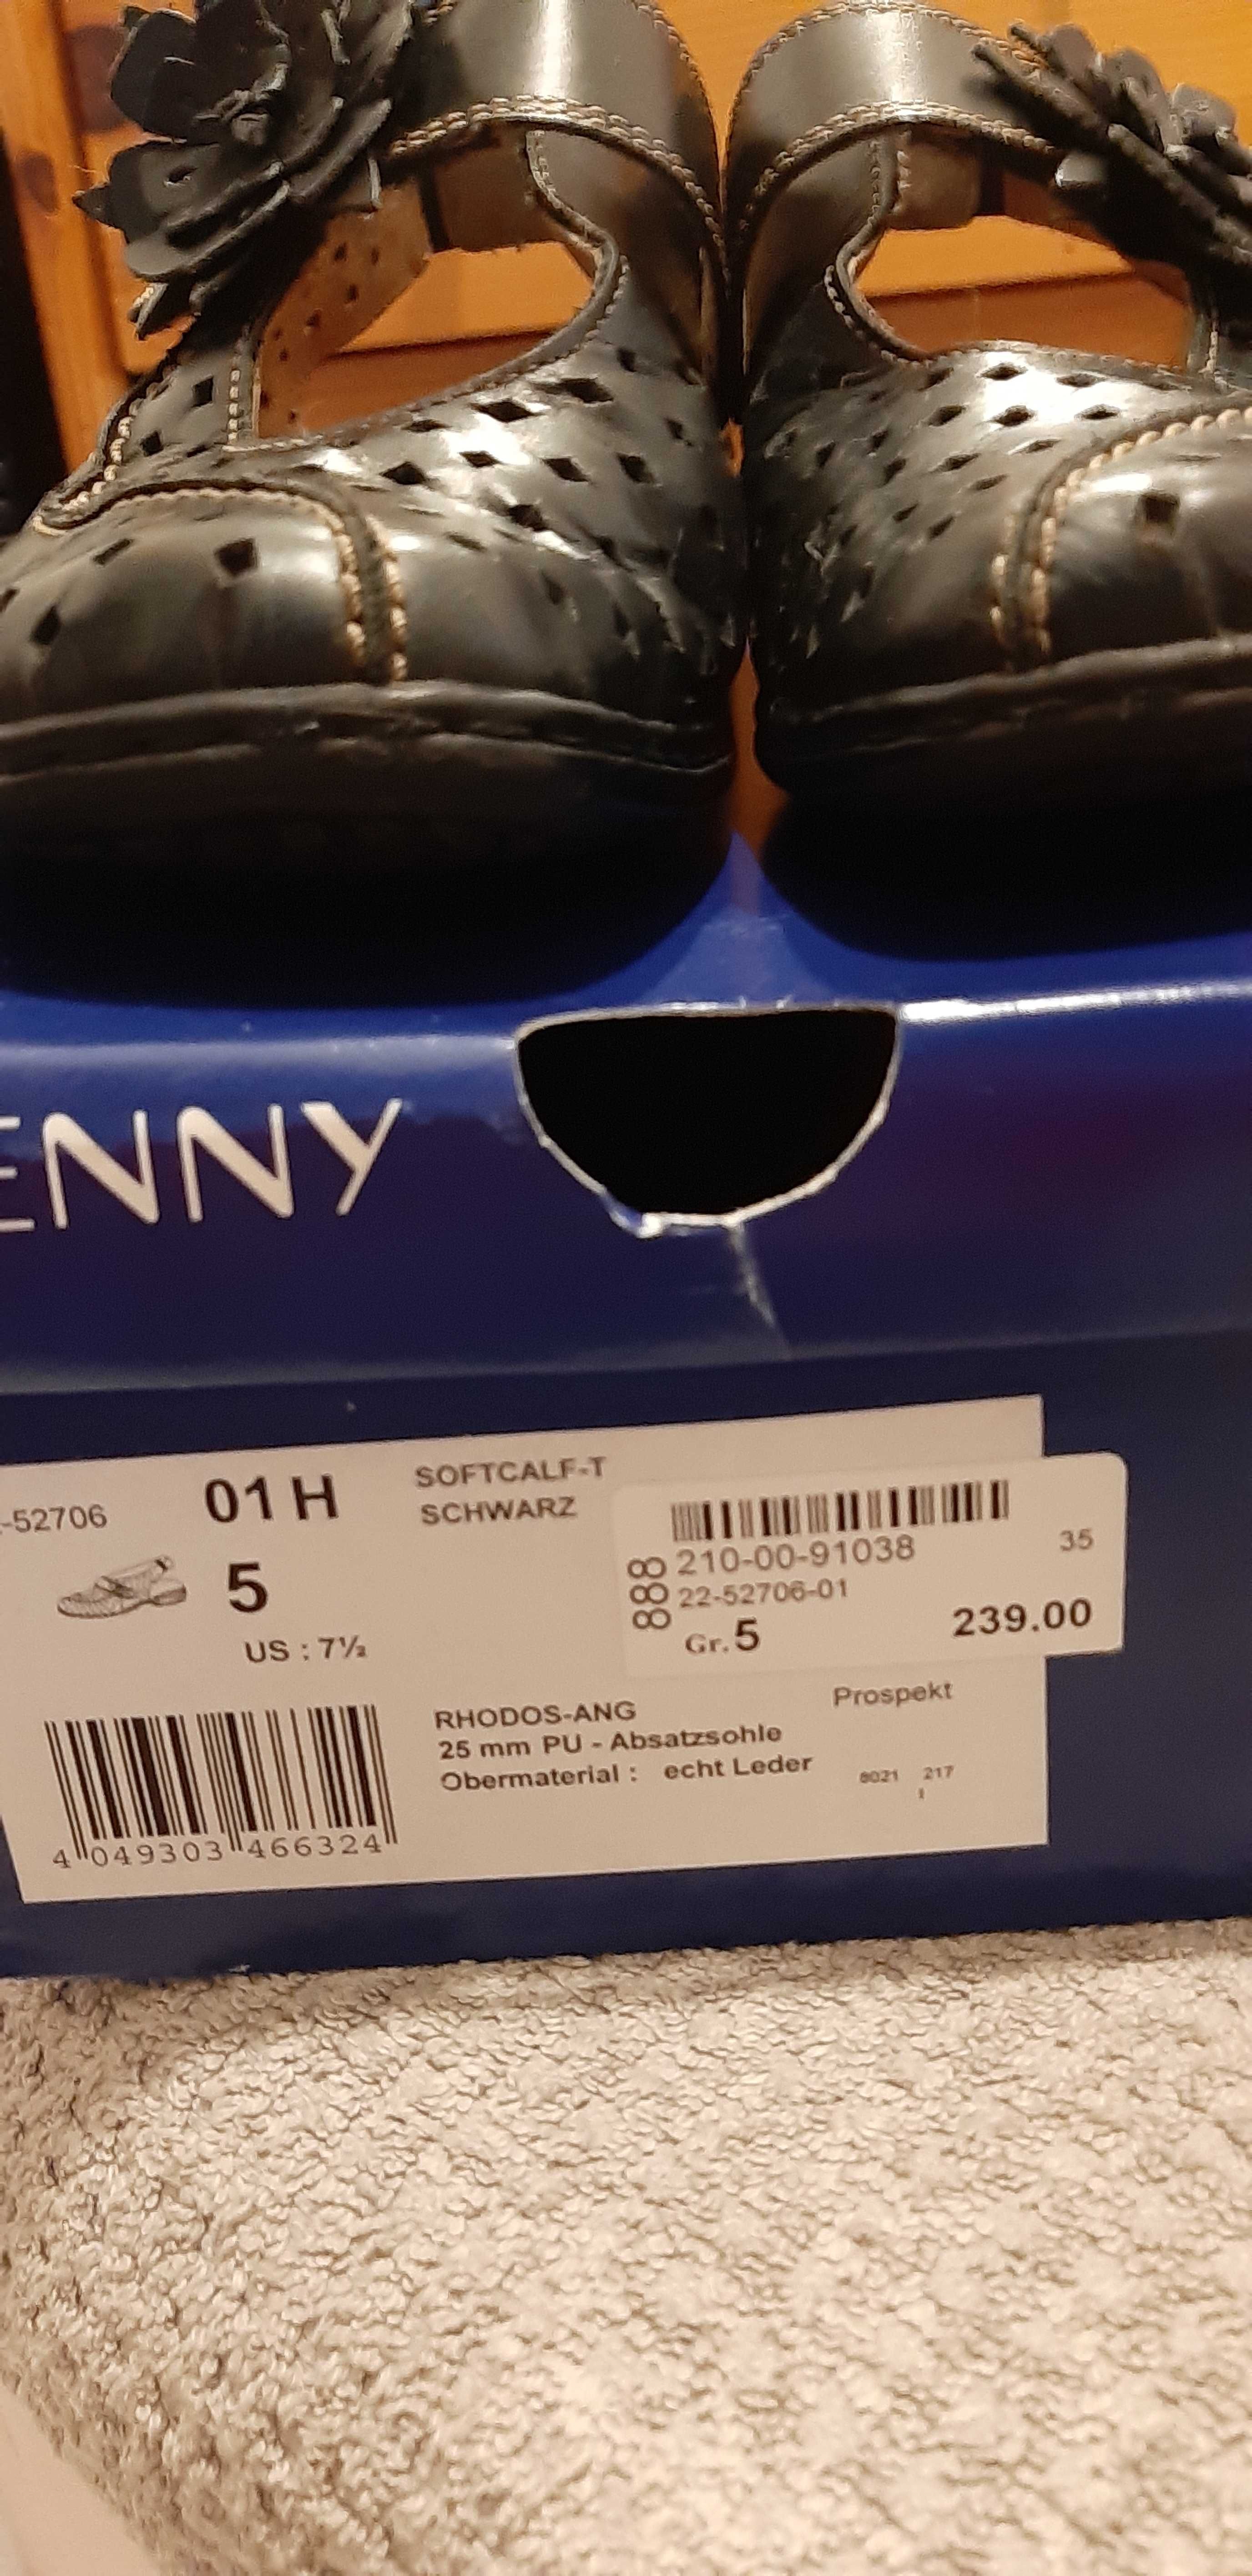 ENNY
-52706
01 H
SOFTCALF-T
SCHWARZ
5
US : 7½
210-00-91038
35
22-52706-01
Gr. 5
239.00
RHODOS-ANG
Prospekt
25 mm PU - Absatzsohle
Obermaterial : echt Leder
8021 217
4 049303 466324